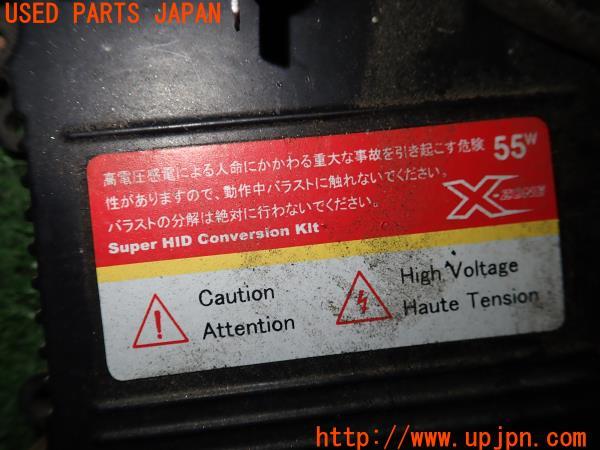 USED PARTS JAPAN
高電圧感電による人命にかかわる重大な事故を引き起こす危険
性がありますので、動作中バラストに触れないでください。
バラストの分解は絶対に行わないでください。
55W
X-ZONE
Super HID Conversion Kit
Caution
Attention
High Voltage
Haute Tension
http://www.upjpn.com